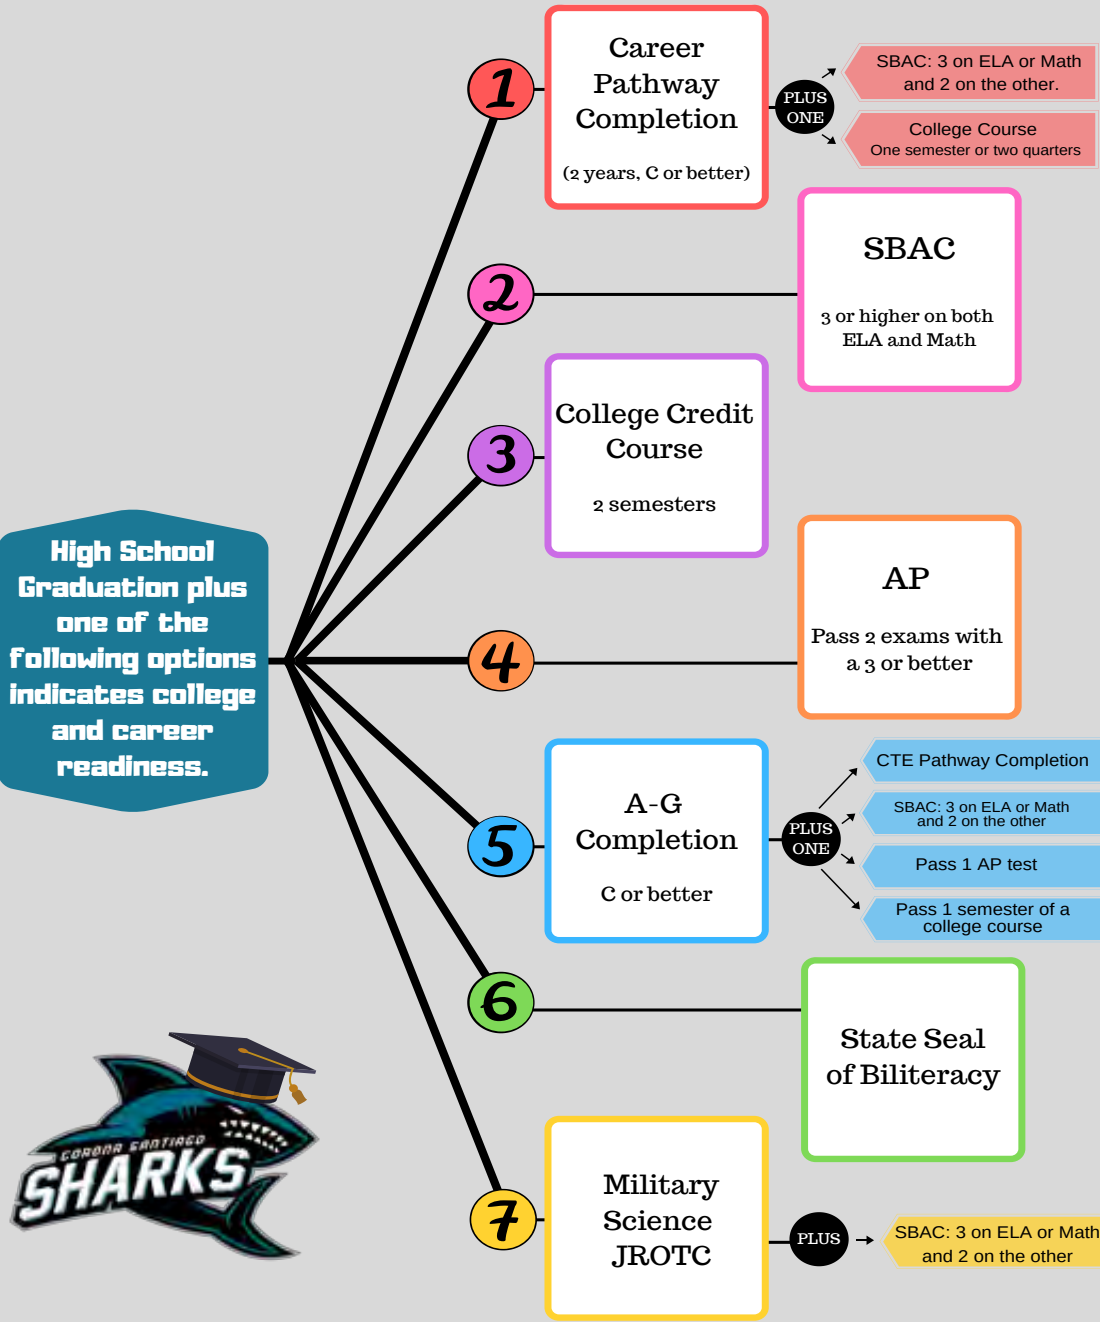 High School
Graduation plus
one of the
following options
indicates college
and career
readiness.
1
Career
Pathway
Completion
(2 years, C or better)
PLUS
ONE
SBAC: 3 on ELA or Math
and 2 on the other.
College Course
One semester or two quarters
2
SBAC
3 or higher on both
ELA and Math
3
College Credit
Course
2 semesters
4
AP
Pass 2 exams with
a 3 or better
5
A-G
Completion
C or better
PLUS
ONE
CTE Pathway Completion
SBAC: 3 on ELA or Math
and 2 on the other
Pass 1 AP test
Pass 1 semester of a
college course
6
State Seal
of Biliteracy
7
Military
Science
JROTC
PLUS
SBAC: 3 on ELA or Math
and 2 on the other
CORONA SANTIAGO
SHARKS